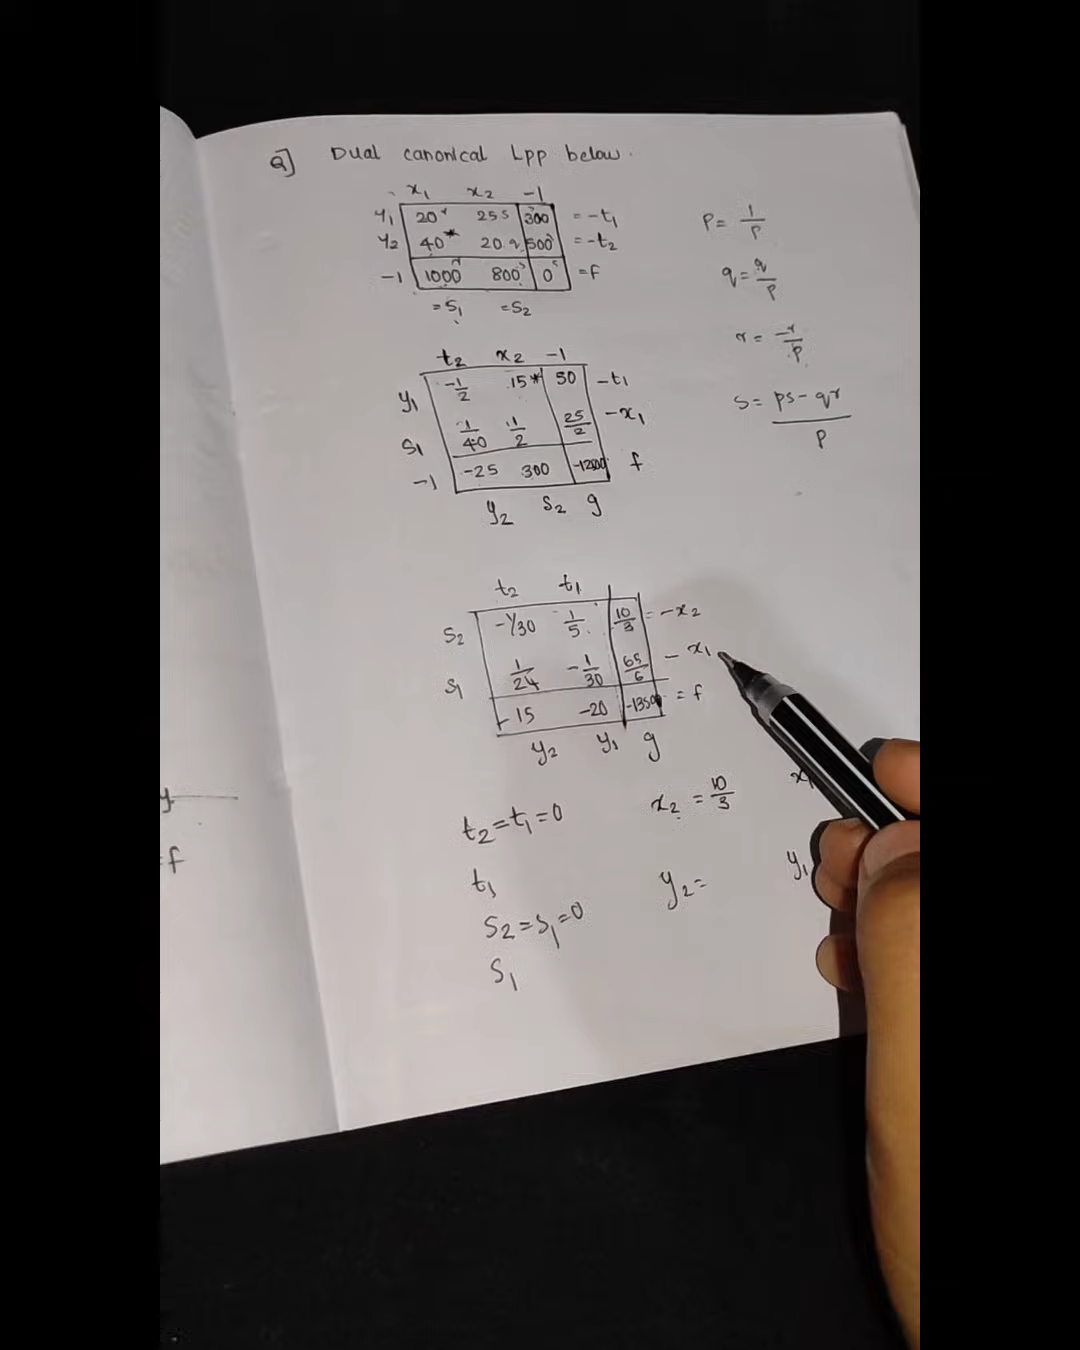 Q] Dual canonical Lpp below.
x1 x2 -1
y1 20 25 300 = -t1
y2 40* 20 500 = -t2
-1 1000 800 0 = f
= S1 = S2
P = 1/P
q = q/P
r = -r/P
S = ps - qr / P
t2 x2 -1
y1 -1/2 15* 50 -t1
S1 1/40 1/2 25/2 -x1
-1 -25 300 f
y2 S2 g
t2 t1
S2 -1/30 1/5 10/3 = -x2
S1 1/24 -1/30 65/6 - x1
-15 -20 = f
y2 y1 g
t2 = t1 = 0 x2 = 10/3
t1
S2 = S1 = 0 y2 = y1
S1
y
=f